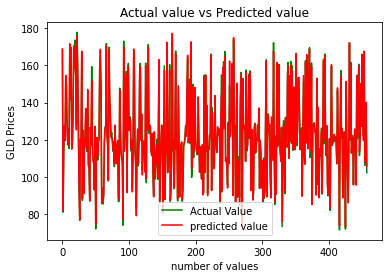 Actual value vs Predicted value
GLD Prices
180
160
140
120
100
80
Actual Value
predicted value
0
100
200
300
400
number of values